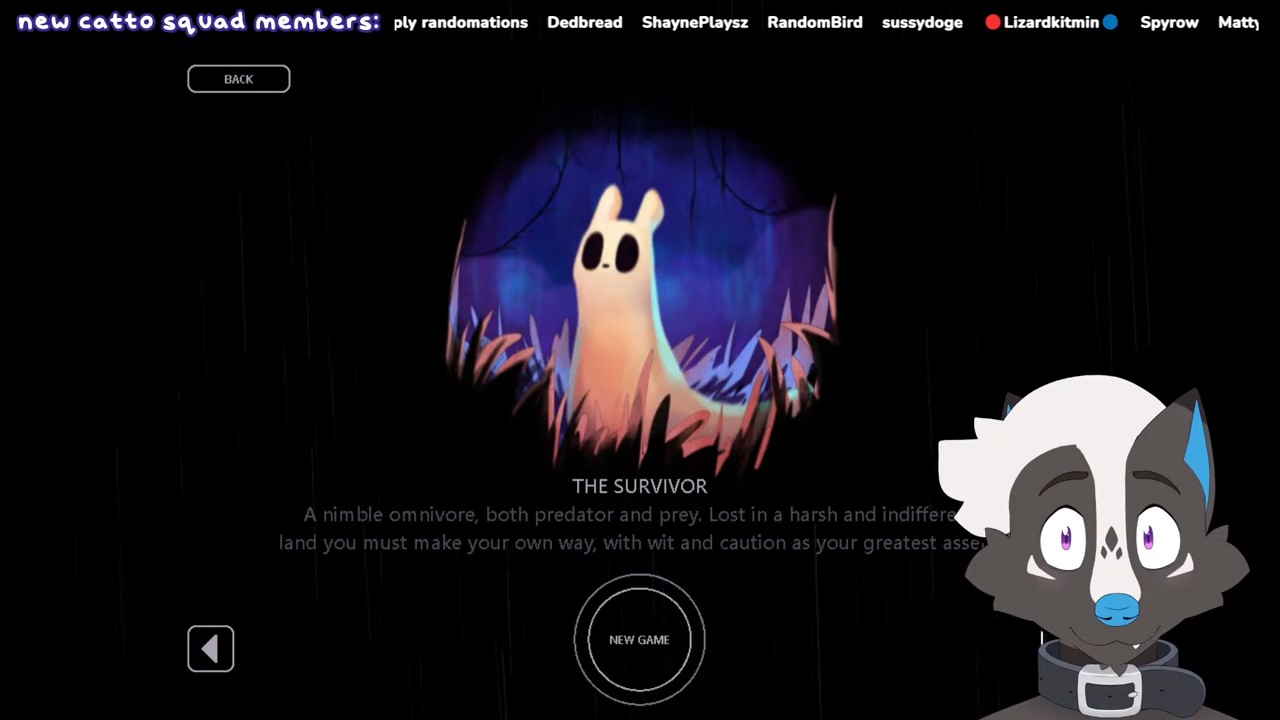 new catto squad members: ply randomations Dedbread ShaynePlaysz RandomBird sussydoge Lizardkitmin Spyrow Matty
BACK
THE SURVIVOR
A nimble omnivore, both predator and prey. Lost in a harsh and indiffere
land you must make your own way, with wit and caution as your greatest asse
NEW GAME